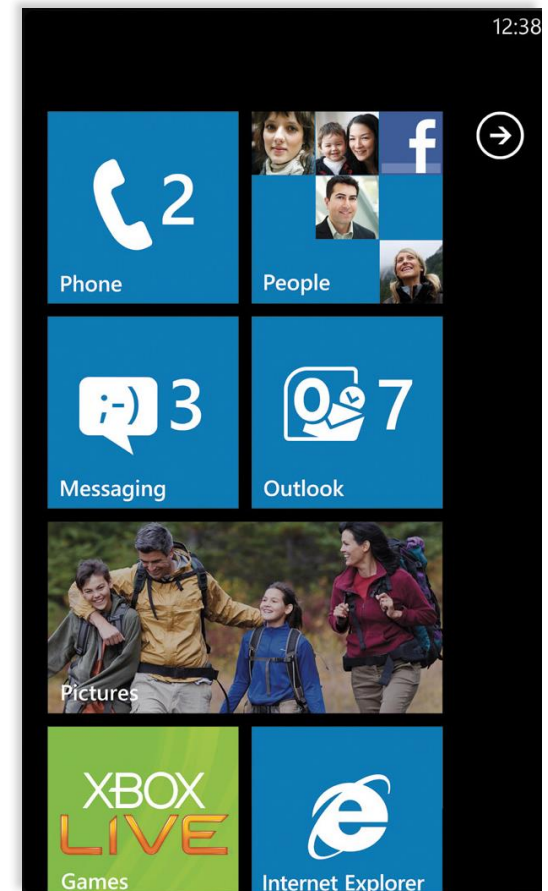 12:38
2
Phone
f
People
;-) 3
Messaging
O 7
Outlook
Pictures
XBOX
LIVE
Games
e
Internet Explorer